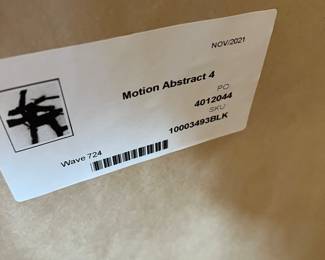 NOV/2021
Motion Abstract 4
PO:
4012044
SKU:
10003493BLK
Wave 724